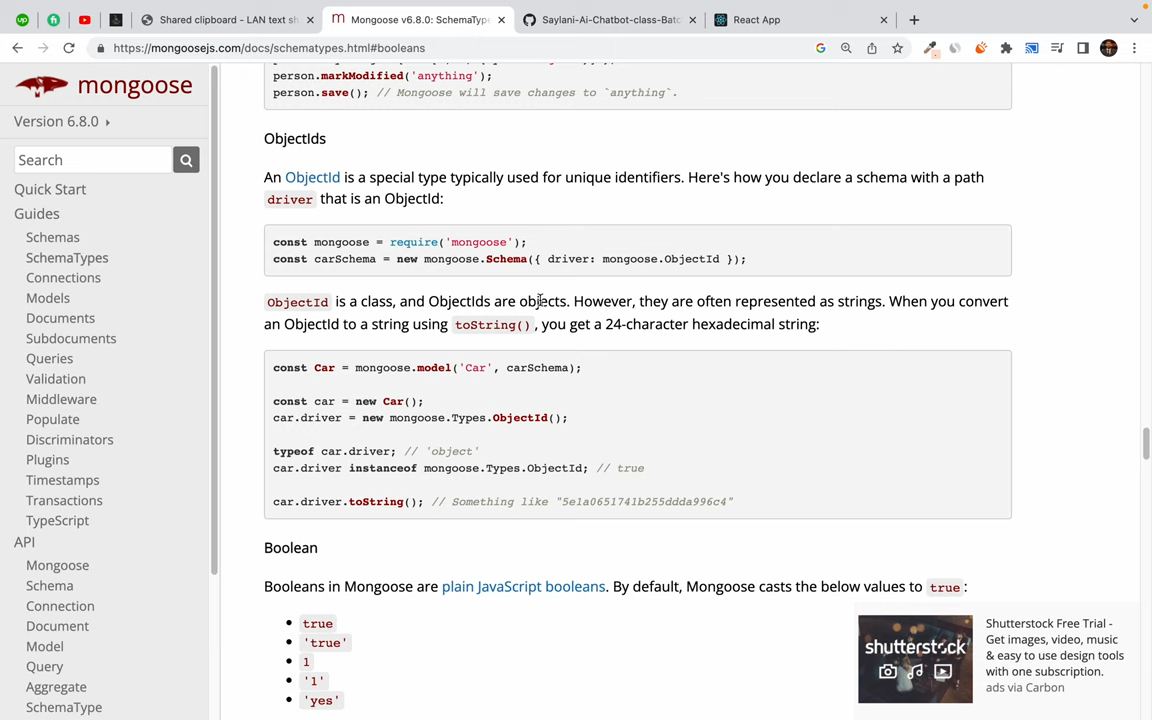 Shared clipboard - LAN text sh
Mongoose v6.8.0: SchemaType
Saylani-Ai-Chatbot-class-Batc
React App
https://mongoosejs.com/docs/schematypes.html#booleans
mongoose
Version 6.8.0
Search
Quick Start
Guides
Schemas
SchemaTypes
Connections
Models
Documents
Subdocuments
Queries
Validation
Middleware
Populate
Discriminators
Plugins
Timestamps
Transactions
TypeScript
API
Mongoose
Schema
Connection
Document
Model
Query
Aggregate
SchemaType
person.markModified('anything');
person.save(); // Mongoose will save changes to `anything`.
ObjectIds
An ObjectId is a special type typically used for unique identifiers. Here's how you declare a schema with a path
driver that is an ObjectId:
const mongoose = require('mongoose');
const carSchema = new mongoose.Schema({ driver: mongoose.ObjectId });
ObjectId is a class, and ObjectIds are objects. However, they are often represented as strings. When you convert
an ObjectId to a string using toString(), you get a 24-character hexadecimal string:
const Car = mongoose.model('Car', carSchema);
const car = new Car();
car.driver = new mongoose.Types.ObjectId();
typeof car.driver; // 'object'
car.driver instanceof mongoose.Types.ObjectId; // true
car.driver.toString(); // Something like "5e1a0651741b255ddda996c4"
Boolean
Booleans in Mongoose are plain JavaScript booleans. By default, Mongoose casts the below values to true:
true
'true'
1
'1'
'yes'
shutterstock
Shutterstock Free Trial -
Get images, video, music
& easy to use design tools
with one subscription.
ads via Carbon